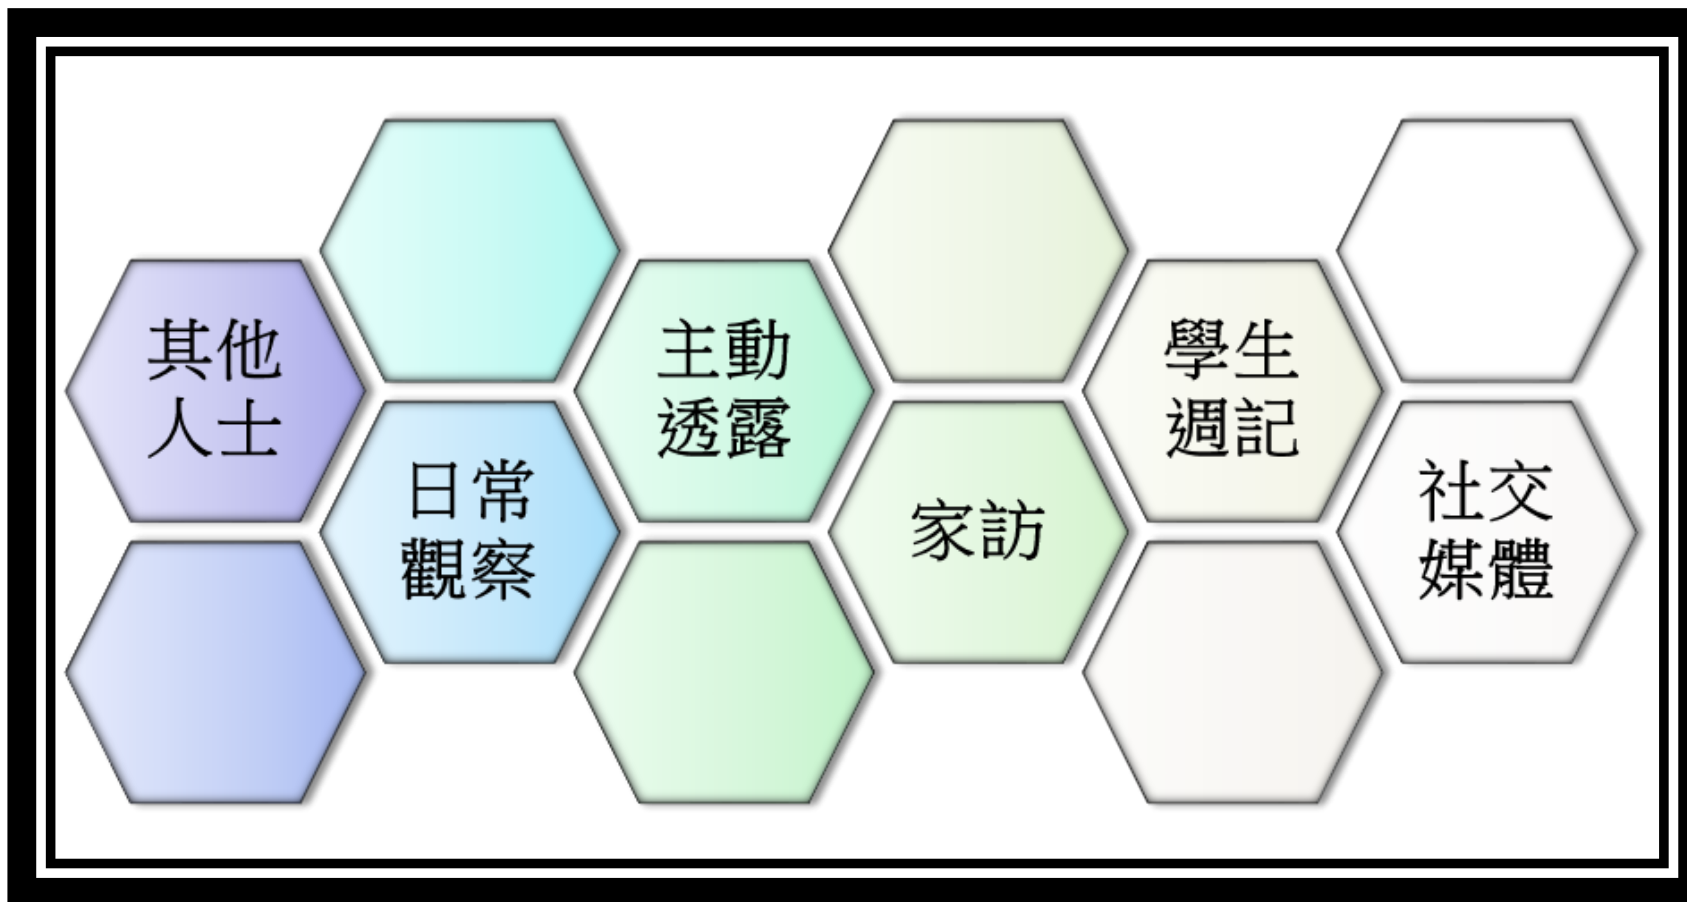 其他
人士
日常
觀察
主動
透露
家訪
學生
週記
社交
媒體